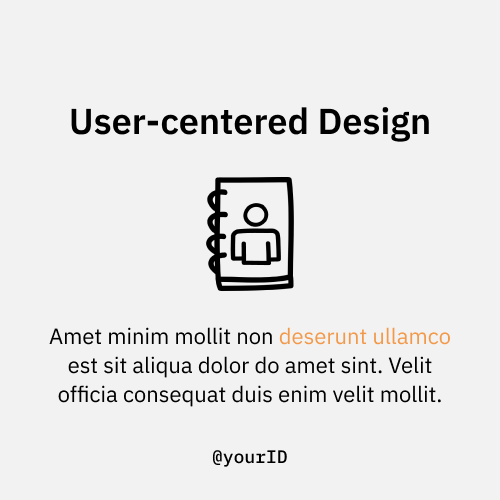 User-centered Design
Amet minim mollit non deserunt ullamco
est sit aliqua dolor do amet sint. Velit
officia consequat duis enim velit mollit.
@yourID